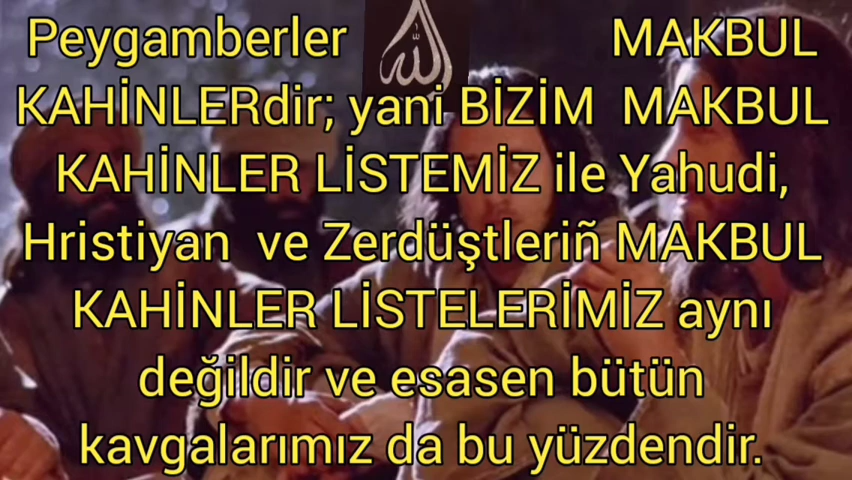 Peygamberler الله MAKBUL
KAHİNLERdir; yani BİZİM MAKBUL
KAHİNLER LİSTEMİZ ile Yahudi,
Hristiyan ve Zerdüştleriñ MAKBUL
KAHİNLER LİSTELERİMİZ aynı
değildir ve esasen bütün
kavgalarımız da bu yüzdendir.